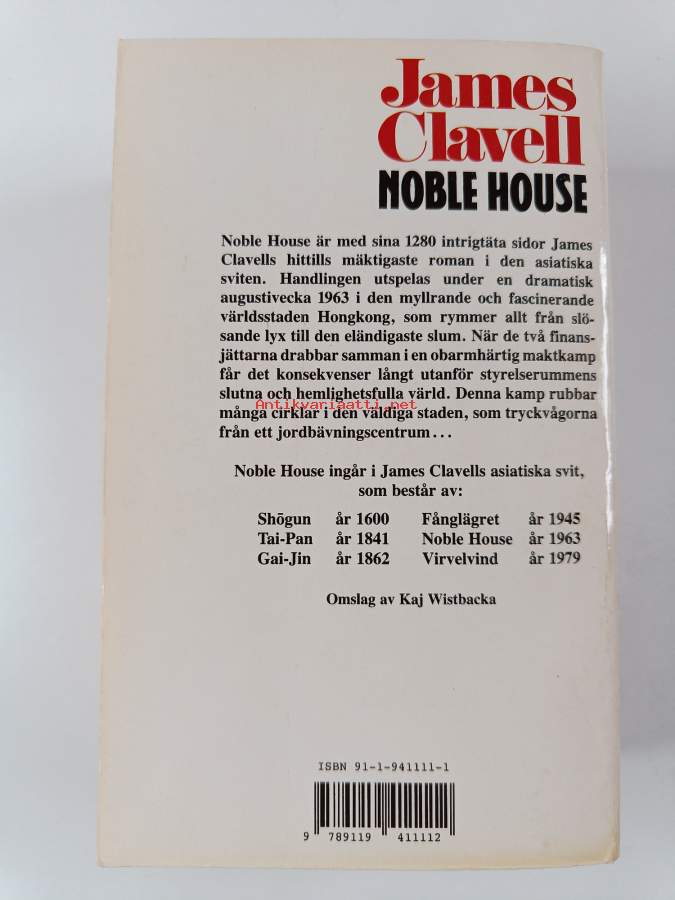 James
Clavell
NOBLE HOUSE
Noble House är med sina 1280 intrigtäta sidor James
Clavells hittills mäktigaste roman i den asiatiska
sviten. Handlingen utspelas under en dramatisk
augustivecka 1963 i den myllrande och fascinerande
världsstaden Hongkong, som rymmer allt från slö-
sande lyx till den eländigaste slum. När de två finans-
jättarna drabbar samman i en obarmhärtig maktkamp
får det konsekvenser långt utanför styrelserummens
slutna och hemlighetsfulla värld. Denna kamp rubbar
Antikvariaatti.net
många cirklar i den väldiga staden, som tryckvågorna
från ett jordbävningscentrum...
Noble House ingår i James Clavells asiatiska svit,
som består av:
Shōgun år 1600 Fånglägret år 1945
Tai-Pan år 1841 Noble House år 1963
Gai-Jin år 1862 Virvelvind år 1979
Omslag av Kaj Wistbacka
ISBN 91-1-941111-1
9 789119 411112